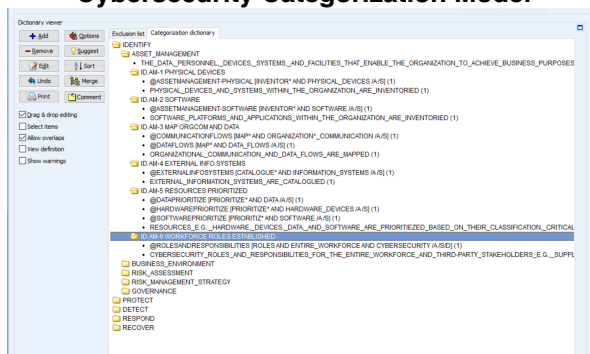 Cybersecurity Categorization Model
Dictionary viewer
Add
Options
Remove
Suggest
Edit
Sort
Undo
Merge
Print
Comment
Drag & drop editing
Select items
Allow overlaps
View definition
Show warnings
Exclusion list
Categorization dictionary
IDENTIFY
ASSET_MANAGEMENT
THE_DATA_PERSONNEL_DEVICES_SYSTEMS_AND_FACILITIES_THAT_ENABLE_THE_ORGANIZATION_TO_ACHIEVE_BUSINESS_PURPOSES
ID.AM-1 PHYSICAL DEVICES
@ASSETMANAGEMENT-PHYSICAL [INVENTOR* AND PHYSICAL_DEVICES /A/S] (1)
PHYSICAL_DEVICES_AND_SYSTEMS_WITHIN_THE_ORGANIZATION_ARE_INVENTORIED (1)
ID.AM-2 SOFTWARE
@ASSETMANAGEMENT-SOFTWARE [INVENTOR* AND SOFTWARE /A/S] (1)
SOFTWARE_PLATFORMS_AND_APPLICATIONS_WITHIN_THE_ORGANIZATION_ARE_INVENTORIED (1)
ID.AM-3 MAP ORGCOM AND DATA
@COMMUNICATIONFLOWS [MAP* AND ORGANIZATION*_COMMUNICATION /A/S] (1)
@DATAFLOWS [MAP* AND DATA_FLOWS /A/S] (1)
ORGANIZATIONAL_COMMUNICATION_AND_DATA_FLOWS_ARE_MAPPED (1)
ID.AM-4 EXTERNAL INFO SYSTEMS
@EXTERNALINFOSYSTEMS [CATALOGUE* AND INFORMATION_SYSTEMS /A/S] (1)
EXTERNAL_INFORMATION_SYSTEMS_ARE_CATALOGUED (1)
ID.AM-5 RESOURCES PRIORITIZED
@DATAPRIORITIZE [PRIORITIZE* AND DATA /A/S] (1)
@HARDWAREPRIORITIZE [PRIORITIZE* AND HARDWARE_DEVICES /A/S] (1)
@SOFTWAREPRIORITIZE [PRIORITIZ* AND SOFTWARE /A/S] (1)
RESOURCES_E.G._HARDWARE_DEVICES_DATA_AND_SOFTWARE_ARE_PRIORITIEZED_BASED_ON_THEIR_CLASSIFICATION_CRITICAL
ID.AM-6 WORKFORCE ROLES ESTABLISHED
@ROLESANDRESPONSIBILITIES [ROLES AND ENTIRE_WORKFORCE AND CYBERSECURITY /A/S/D] (1)
CYBERSECURITY_ROLES_AND_RESPONSIBILITIES_FOR_THE_ENTIRE_WORKFORCE_AND_THIRD-PARTY_STAKEHOLDERS_E.G._SUPPL
BUSINESS_ENVIRONMENT
RISK_ASSESSMENT
RISK_MANAGEMENT_STRATEGY
GOVERNANCE
PROTECT
DETECT
RESPOND
RECOVER